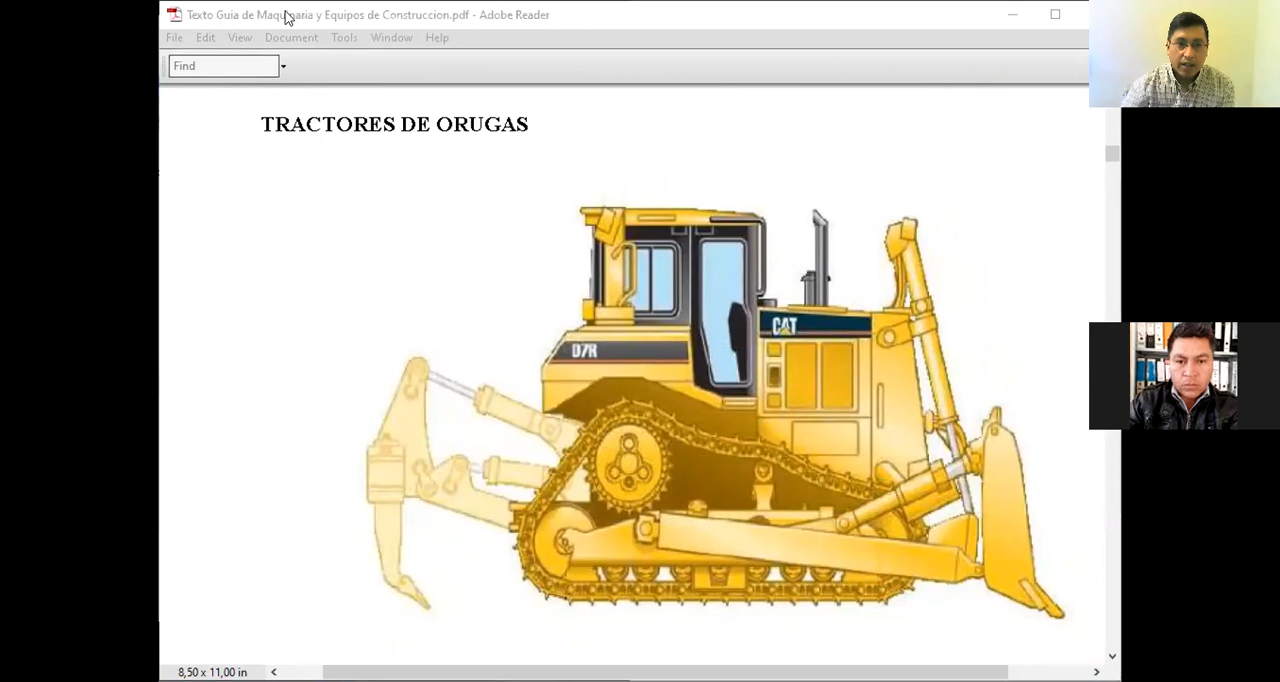 Texto Guia de Maquinaria y Equipos de Construccion.pdf - Adobe Reader
File Edit View Document Tools Window Help
Find
TRACTORES DE ORUGAS
CAT
D7R
8,50 x 11,00 in